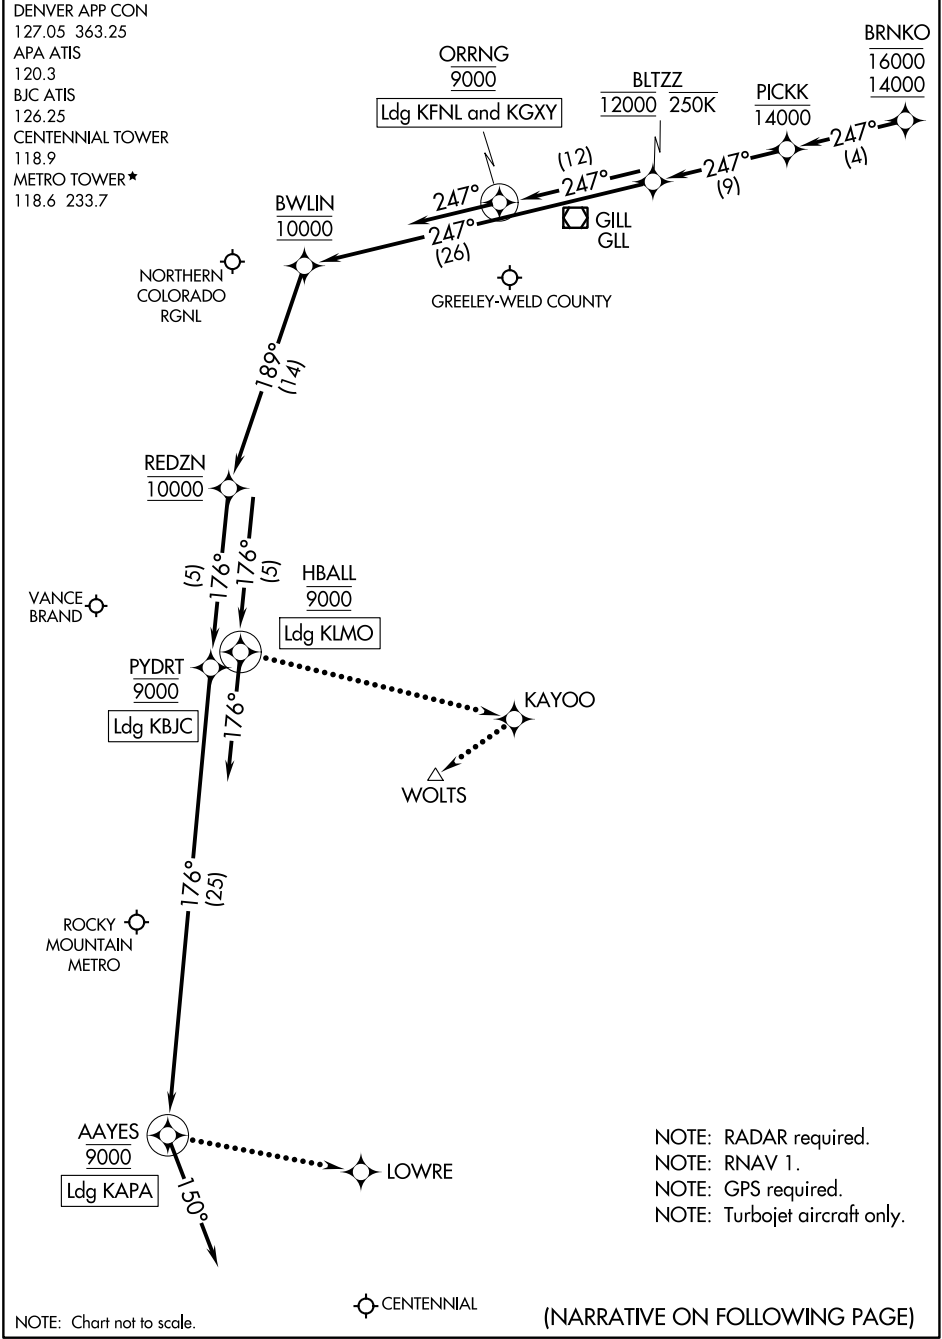 DENVER APP CON
127.05 363.25
APA ATIS
120.3
BJC ATIS
126.25
CENTENNIAL TOWER
118.9
METRO TOWER★
118.6 233.7
BRNKO
16000
14000
ORRNG
9000
Ldg KFNL and KGXY
BLTZZ
12000 250K
PICKK
14000
247°
(4)
247°
(9)
(12)
247°
247°
247°
(26)
GILL
GLL
BWLIN
10000
NORTHERN
COLORADO
RGNL
GREELEY-WELD COUNTY
189°
(14)
REDZN
10000
(5)
176°
176°
(5)
HBALL
9000
Ldg KLMO
VANCE
BRAND
PYDRT
9000
Ldg KBJC
176°
KAYOO
WOLTS
176°
(25)
ROCKY
MOUNTAIN
METRO
AAYES
9000
Ldg KAPA
150°
LOWRE
NOTE: RADAR required.
NOTE: RNAV 1.
NOTE: GPS required.
NOTE: Turbojet aircraft only.
CENTENNIAL
NOTE: Chart not to scale.
(NARRATIVE ON FOLLOWING PAGE)